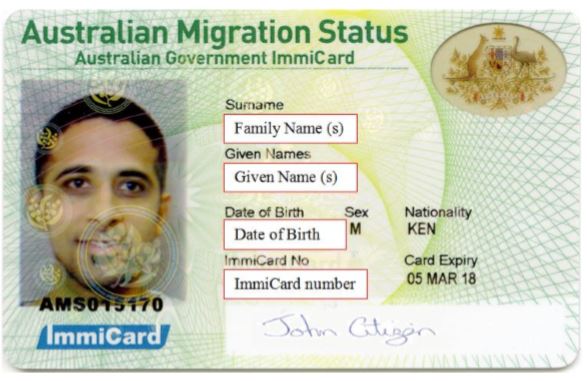 Australian Migration Status
Australian Government ImmiCard
Surname
Family Name (s)
Given Names
Given Name (s)
Date of Birth Sex Nationality
Date of Birth M KEN
ImmiCard No Card Expiry
ImmiCard number 05 MAR 18
AMS015170
ImmiCard
John Citizen